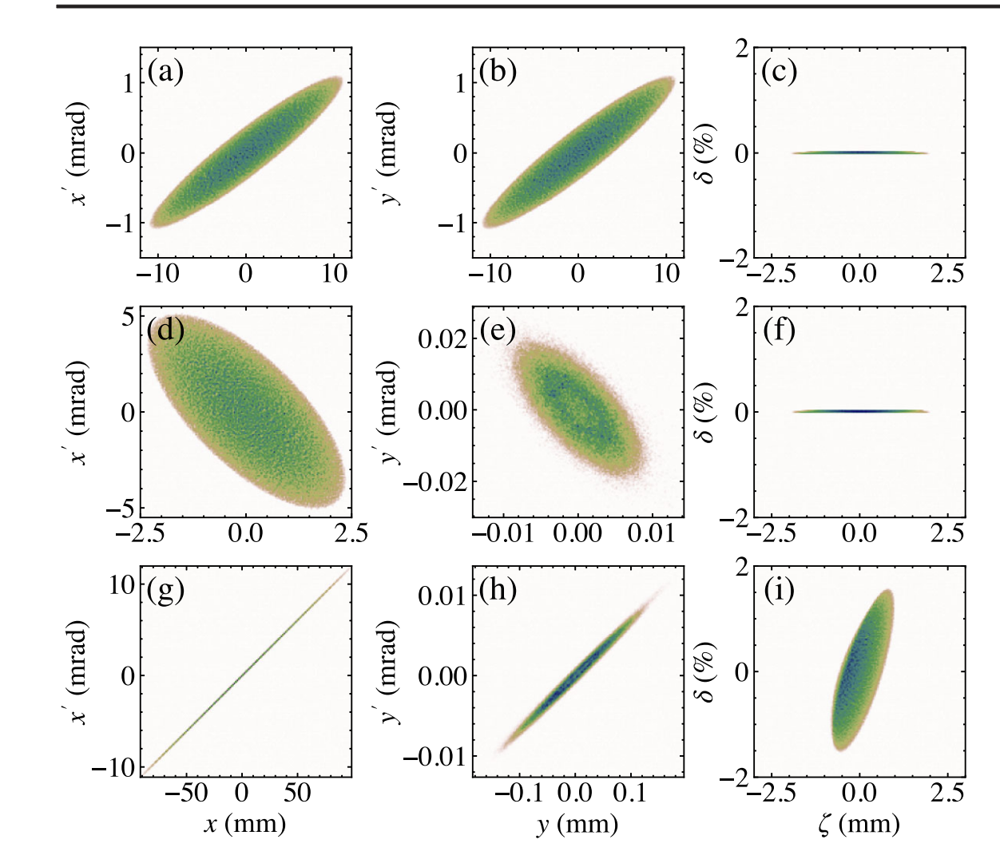 (a) (b) (c)
x′ (mrad) 1 0 −1
y′ (mrad) 1 0 −1
δ (%) 2 0 −2
−10 0 10 −10 0 10 −2.5 0.0 2.5
(d) (e) (f)
x′ (mrad) 5 0 −5
y′ (mrad) 0.02 0.00 −0.02
δ (%) 2 0 −2
−2.5 0.0 2.5 −0.01 0.00 0.01 −2.5 0.0 2.5
(g) (h) (i)
x′ (mrad) 10 0 −10
y′ (mrad) 0.01 0.00 −0.01
δ (%) 2 0 −2
−50 0 50 −0.1 0.0 0.1 −2.5 0.0 2.5
x (mm) y (mm) ζ (mm)